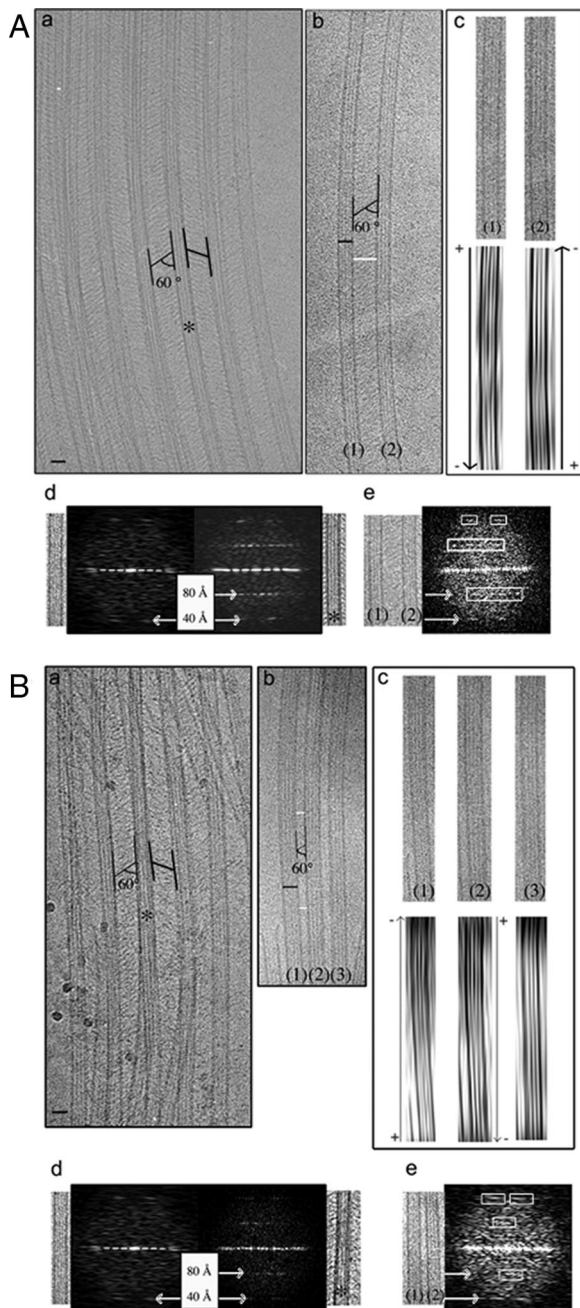 A
a
b
c
60 °
60 °
*
(1)
(2)
(1)
(2)
+
-
-
+
d
e
80 Å
40 Å
*
(1)
(2)
B
a
b
c
60°
60°
*
(1)
(2)
(3)
(1)
(2)
(3)
-
+
+
-
d
e
80 Å
40 Å
*
(1)
(2)